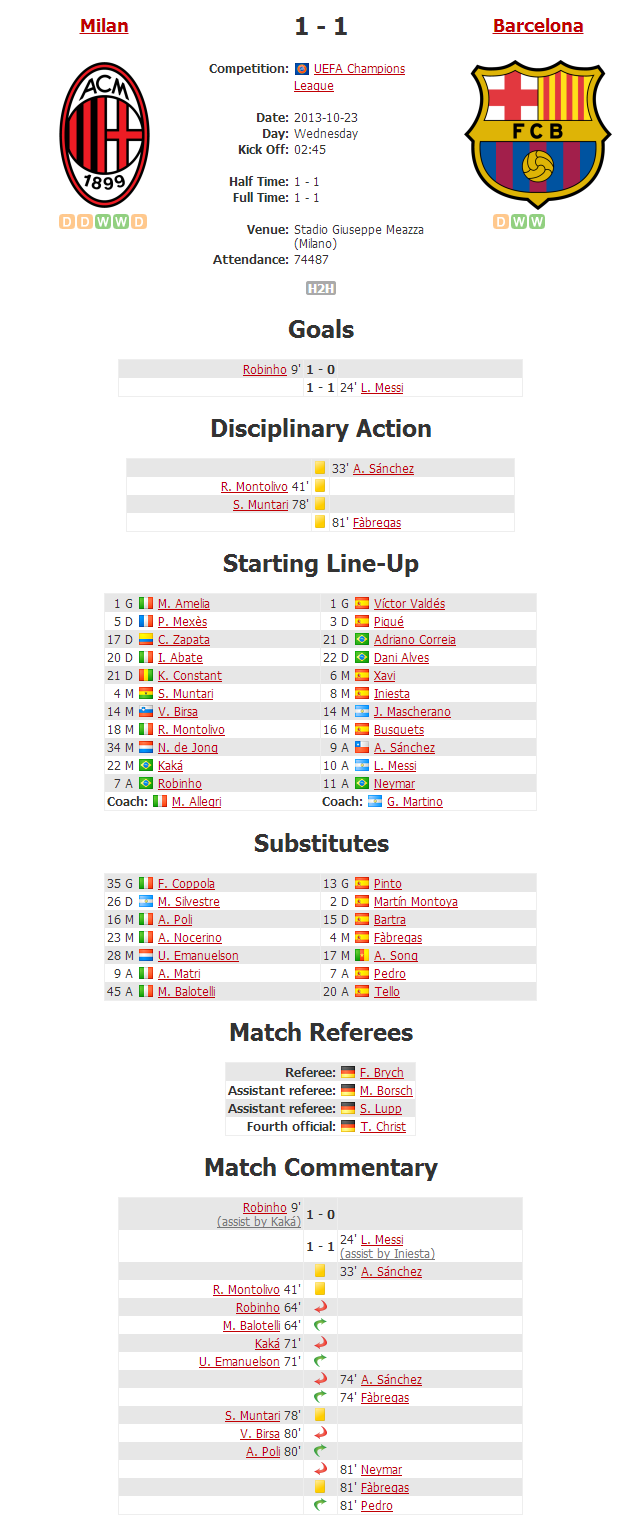 Milan
1 - 1
Barcelona
ACM
1899
FCB
D D W W D
D W W
Competition: UEFA Champions
League
Date: 2013-10-23
Day: Wednesday
Kick Off: 02:45
Half Time: 1 - 1
Full Time: 1 - 1
Venue: Stadio Giuseppe Meazza
(Milano)
Attendance: 74487
H2H
Goals
Robinho 9' 1 - 0
1 - 1 24' L. Messi
Disciplinary Action
33' A. Sánchez
R. Montolivo 41'
S. Muntari 78'
81' Fàbregas
Starting Line-Up
1 G M. Amelia 1 G Víctor Valdés
5 D P. Mexès 3 D Piqué
17 D C. Zapata 21 D Adriano Correia
20 D I. Abate 22 D Dani Alves
21 D K. Constant 6 M Xavi
4 M S. Muntari 8 M Iniesta
14 M V. Birsa 14 M J. Mascherano
18 M R. Montolivo 16 M Busquets
34 M N. de Jong 9 A A. Sánchez
22 M Kaká 10 A L. Messi
7 A Robinho 11 A Neymar
Coach: M. Allegri Coach: G. Martino
Substitutes
35 G F. Coppola 13 G Pinto
26 D M. Silvestre 2 D Martín Montoya
16 M A. Poli 15 D Bartra
23 M A. Nocerino 4 M Fàbregas
28 M U. Emanuelson 17 M A. Song
9 A A. Matri 7 A Pedro
45 A M. Balotelli 20 A Tello
Match Referees
Referee: F. Brych
Assistant referee: M. Borsch
Assistant referee: S. Lupp
Fourth official: T. Christ
Match Commentary
Robinho 9' 1 - 0
(assist by Kaká)
1 - 1 24' L. Messi
(assist by Iniesta)
33' A. Sánchez
R. Montolivo 41'
Robinho 64'
M. Balotelli 64'
Kaká 71'
U. Emanuelson 71'
74' A. Sánchez
74' Fàbregas
S. Muntari 78'
V. Birsa 80'
A. Poli 80'
81' Neymar
81' Fàbregas
81' Pedro